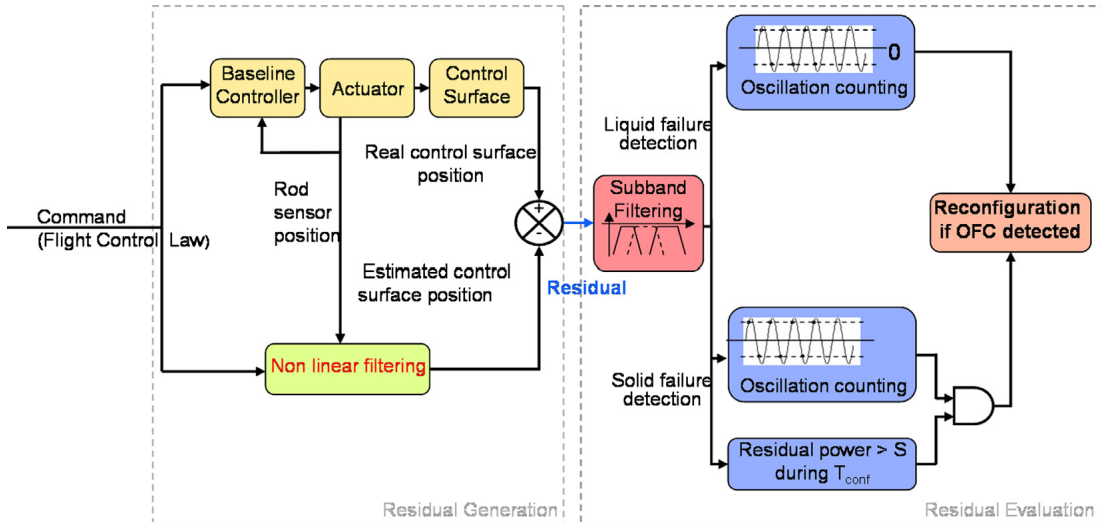 Baseline
Controller
Actuator
Control
Surface
Real control surface
position
Rod
sensor
position
Command
(Flight Control Law)
Estimated control
surface position
Non linear filtering
+
-
Residual
Residual Generation
Subband
Filtering
Liquid failure
detection
0
Oscillation counting
Solid failure
detection
Oscillation counting
Residual power > S
during Tconf
Reconfiguration
if OFC detected
Residual Evaluation